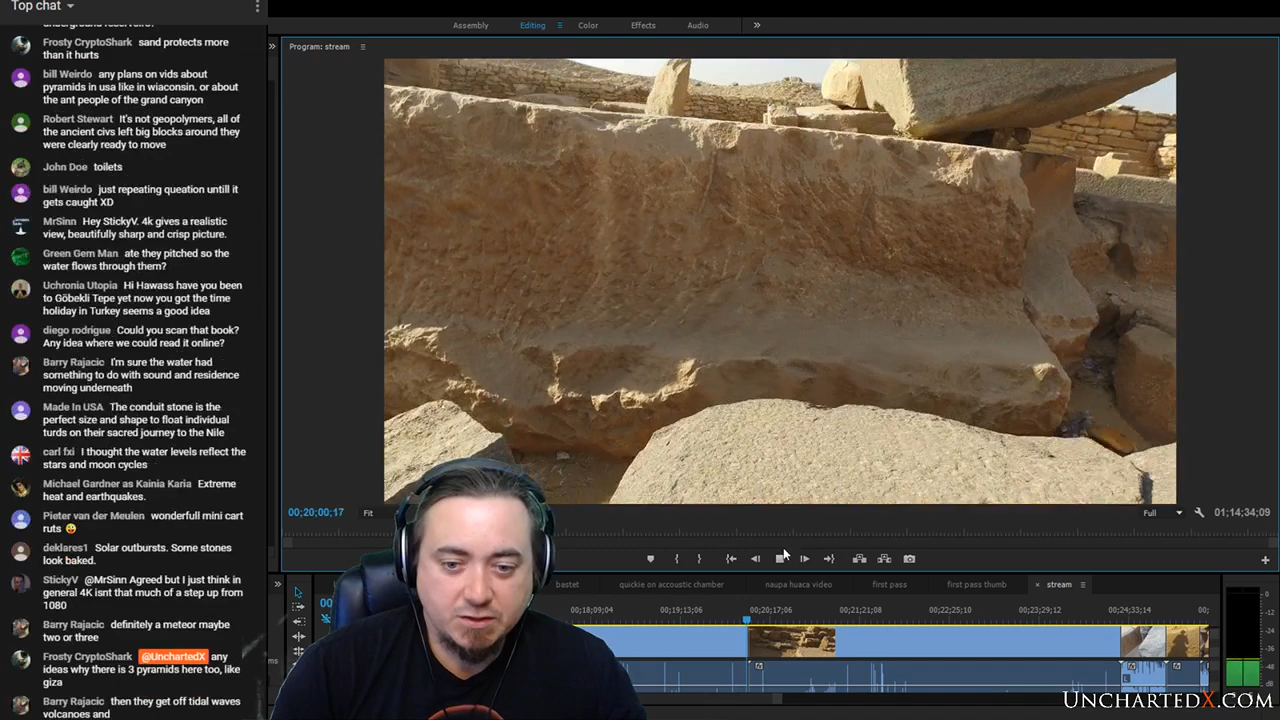 Top chat
underground reservoirs?
Frosty CryptoShark sand protects more
than it hurts
bill Weirdo any plans on vids about
pyramids in usa like in wiaconsin. or about
the ant people of the grand canyon
Robert Stewart It's not geopolymers, all of
the ancient civs left big blocks around they
were clearly ready to move
John Doe toilets
bill Weirdo just repeating queation untill it
gets caught XD
MrSinn Hey StickyV. 4k gives a realistic
view, beautifully sharp and crisp picture.
Green Gem Man ate they pitched so the
water flows through them?
Uchronia Utopia Hi Hawass have you been
to Göbekli Tepe yet now you got the time
holiday in Turkey seems a good idea
diego rodrigue Could you scan that book?
Any idea where we could read it online?
Barry Rajacic I'm sure the water had
something to do with sound and residence
moving underneath
Made In USA The conduit stone is the
perfect size and shape to float individual
turds on their sacred journey to the Nile
carl fxi I thought the water levels reflect the
stars and moon cycles
Michael Gardner as Kainia Karia Extreme
heat and earthquakes.
Pieter van der Meulen wonderfull mini cart
ruts 😜
deklares1 Solar outbursts. Some stones
look baked.
StickyV @MrSinn Agreed but I just think in
general 4K isnt that much of a step up from
1080
Barry Rajacic definitely a meteor maybe
two or three
Frosty CryptoShark @UnchartedX any
ideas why there is 3 pyramids here too, like
giza
Barry Rajacic then they get off tidal waves
volcanoes and
Assembly Editing Color Effects Audio
Program: stream
00;20;00;17 Fit Full 01;14;34;09
bastet quickie on accoustic chamber naupa huaca video first pass first pass thumb × stream
00;18;09;04 00;19;13;06 00;20;17;06 00;21;21;08 00;22;25;10 00;23;29;12 00;24;33;14
UnchartedX.com